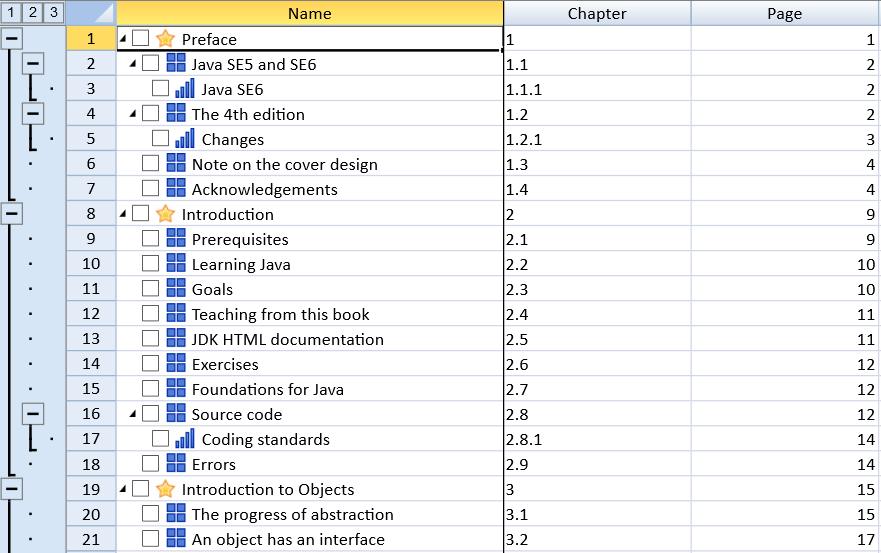 1 2 3 Name Chapter Page
1 Preface 1 1
2 Java SE5 and SE6 1.1 2
3 Java SE6 1.1.1 2
4 The 4th edition 1.2 2
5 Changes 1.2.1 3
6 Note on the cover design 1.3 4
7 Acknowledgements 1.4 4
8 Introduction 2 9
9 Prerequisites 2.1 9
10 Learning Java 2.2 10
11 Goals 2.3 10
12 Teaching from this book 2.4 11
13 JDK HTML documentation 2.5 11
14 Exercises 2.6 12
15 Foundations for Java 2.7 12
16 Source code 2.8 12
17 Coding standards 2.8.1 14
18 Errors 2.9 14
19 Introduction to Objects 3 15
20 The progress of abstraction 3.1 15
21 An object has an interface 3.2 17